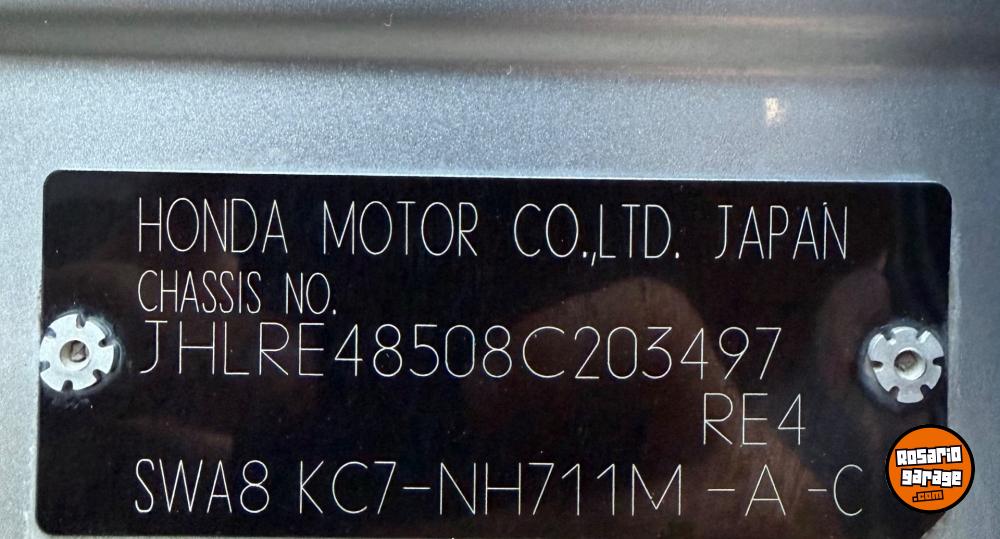 HONDA MOTOR CO.,LTD. JAPAN
CHASSIS NO.
JHLRE48508C203497
RE4
SWA8 KC7-NH711M -A -C
Rosario
garage
.com